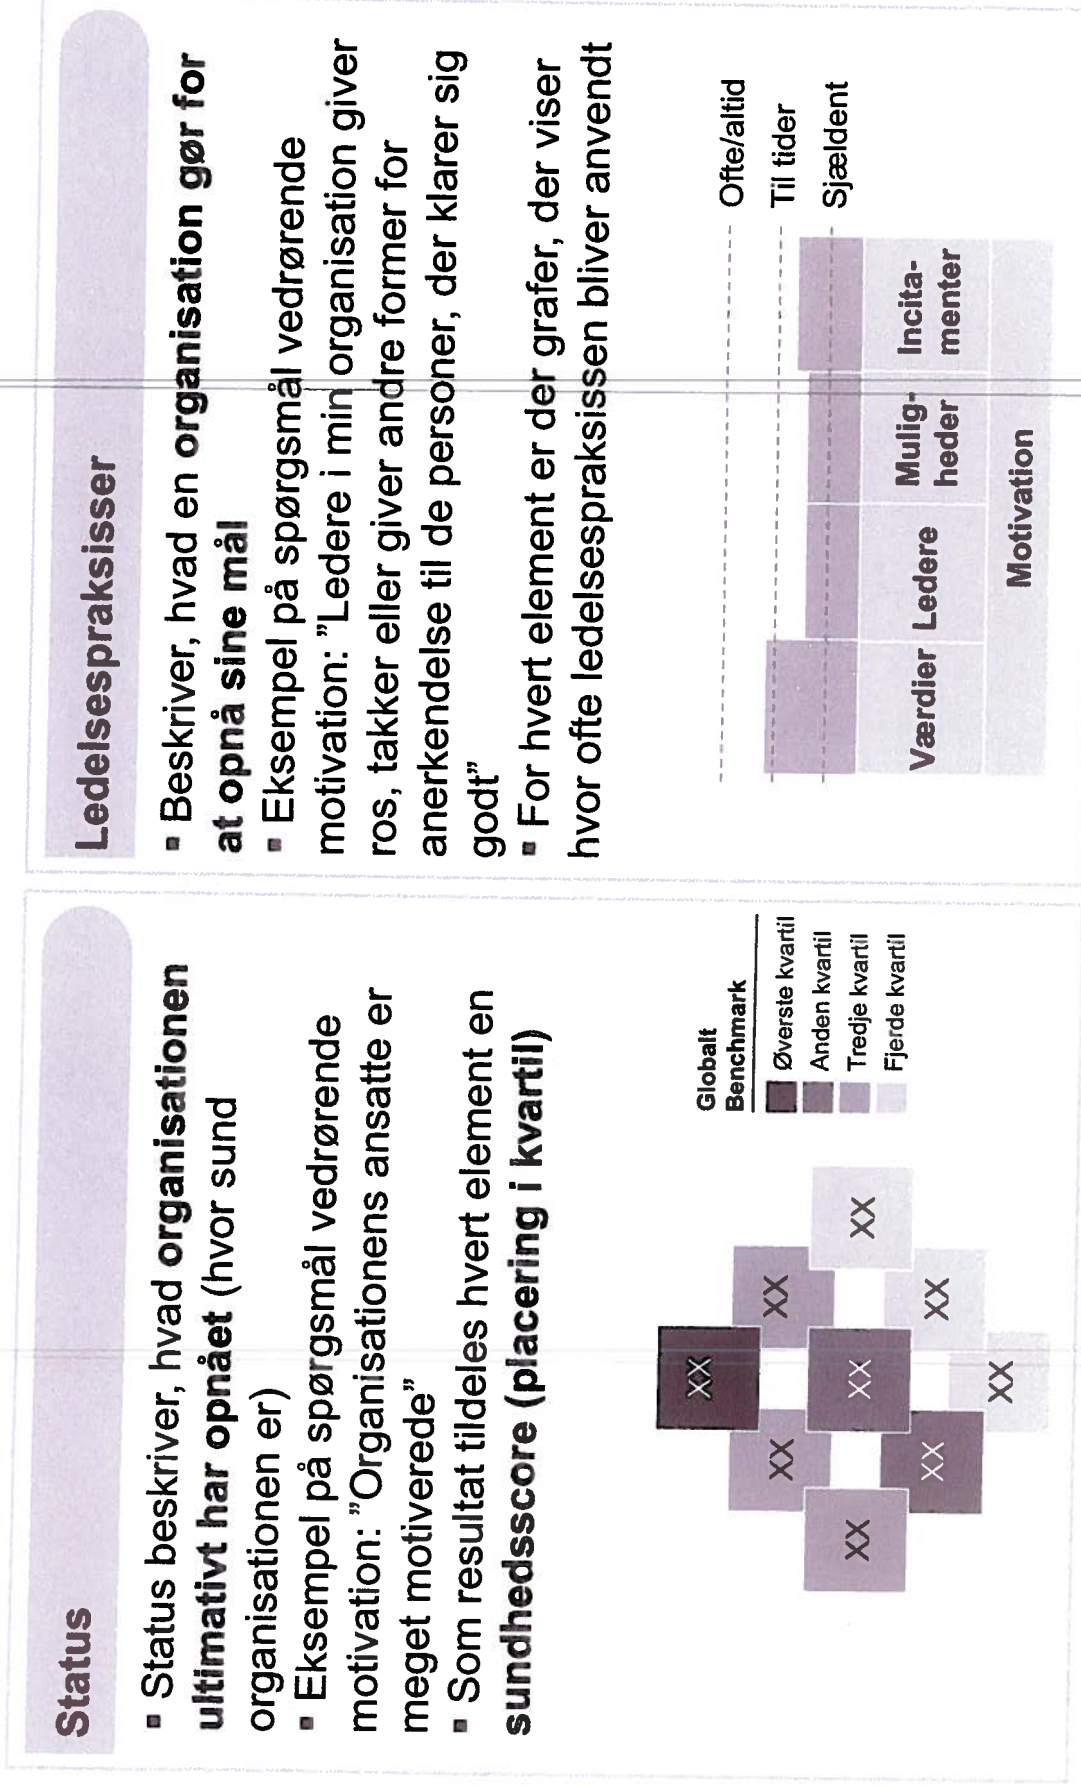 Status
▪ Status beskriver, hvad organisationen
ultimativt har opnået (hvor sund
organisationen er)
▪ Eksempel på spørgsmål vedrørende
motivation: ”Organisationens ansatte er
meget motiverede”
▪ Som resultat tildeles hvert element en
sundhedsscore (placering i kvartil)
Globalt
Benchmark
Øverste kvartil
Anden kvartil
Tredje kvartil
Fjerde kvartil
XX
XX
XX
XX
XX
XX
XX
XX
XX
Ledelsespraksisser
▪ Beskriver, hvad en organisation gør for
at opnå sine mål
▪ Eksempel på spørgsmål vedrørende
motivation: ”Ledere i min organisation giver
ros, takker eller giver andre former for
anerkendelse til de personer, der klarer sig
godt”
▪ For hvert element er der grafer, der viser
hvor ofte ledelsespraksissen bliver anvendt
Ofte/altid
Til tider
Sjældent
Værdier
Ledere
Mulig-
heder
Incita-
menter
Motivation